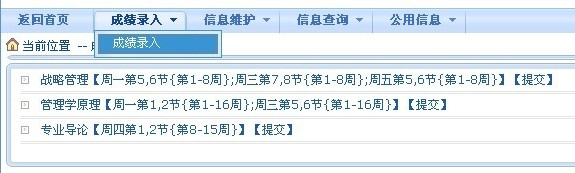 返回首页 成绩录入 信息维护 信息查询 公用信息
成绩录入
当前位置 --
战略管理【周一第5,6节{第1-8周};周三第7,8节{第1-8周};周五第5,6节{第1-8周}】【提交】
管理学原理【周一第1,2节{第1-16周};周三第5,6节{第1-16周}】【提交】
专业导论【周四第1,2节{第8-15周}】【提交】